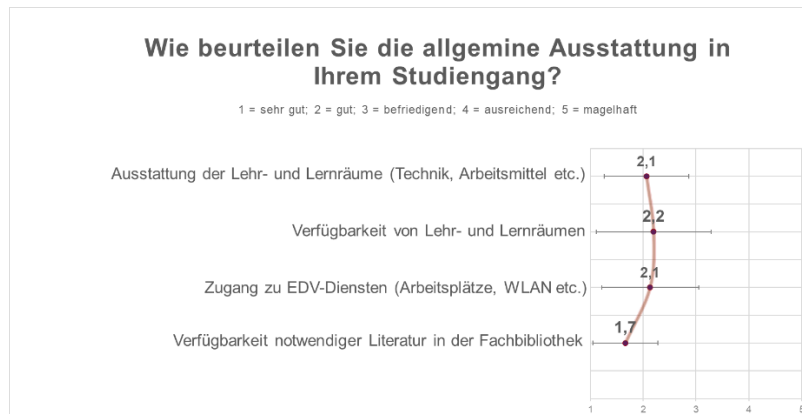 Wie beurteilen Sie die allgemine Ausstattung in
Ihrem Studiengang?
1 = sehr gut; 2 = gut; 3 = befriedigend; 4 = ausreichend; 5 = magelhaft
Ausstattung der Lehr- und Lernräume (Technik, Arbeitsmittel etc.)
2,1
Verfügbarkeit von Lehr- und Lernräumen
2,2
Zugang zu EDV-Diensten (Arbeitsplätze, WLAN etc.)
2,1
Verfügbarkeit notwendiger Literatur in der Fachbibliothek
1,7
1 2 3 4 5